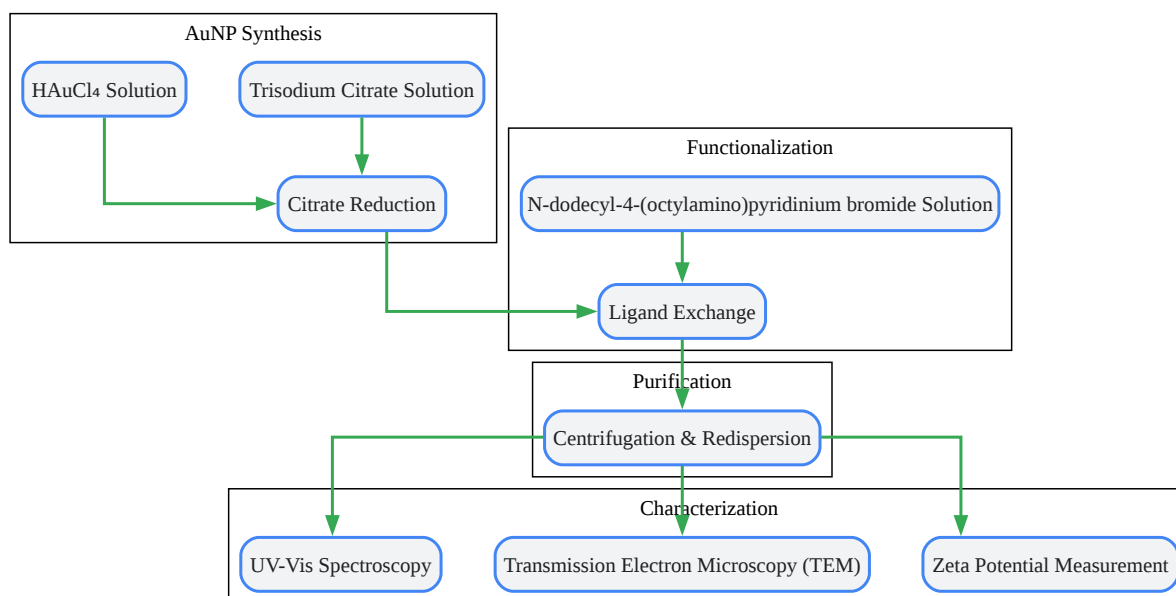 AuNP Synthesis
HAuCl₄ Solution
Trisodium Citrate Solution
Citrate Reduction
Functionalization
N-dodecyl-4-(octylamino)pyridinium bromide Solution
Ligand Exchange
Purification
Centrifugation & Redispersion
Characterization
UV-Vis Spectroscopy
Transmission Electron Microscopy (TEM)
Zeta Potential Measurement